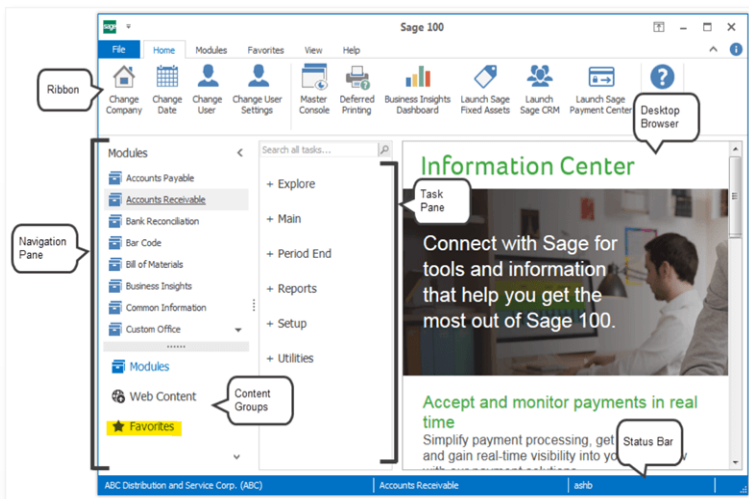 sage
Sage 100
File Home Modules Favorites View Help
Ribbon
Change
Company
Change
Date
Change
User
Change User
Settings
Master
Console
Deferred
Printing
Business Insights
Dashboard
Launch Sage
Fixed Assets
Launch
Sage CRM
Launch Sage
Payment Center
Desktop
Browser
Navigation
Pane
Modules
Accounts Payable
Accounts Receivable
Bank Reconciliation
Bar Code
Bill of Materials
Business Insights
Common Information
Custom Office
Modules
Web Content
Favorites
Content
Groups
Search all tasks...
+ Explore
+ Main
+ Period End
+ Reports
+ Setup
+ Utilities
Task
Pane
Information Center
Connect with Sage for
tools and information
that help you get the
most out of Sage 100.
Accept and monitor payments in real
time
Simplify payment processing, get
and gain real-time visibility into
Status Bar
ABC Distribution and Service Corp. (ABC) Accounts Receivable ashb